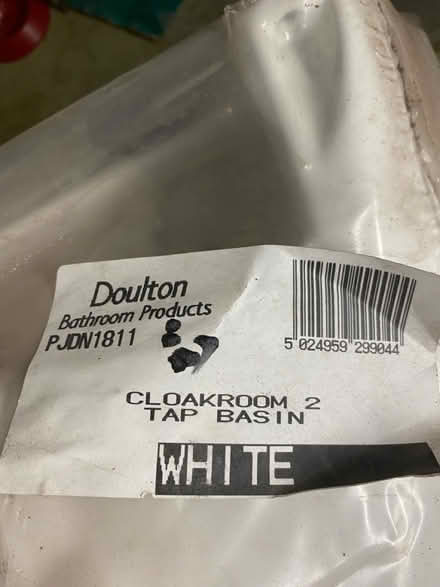 Doulton
Bathroom Products
PJDN1811
5 024959 299044
CLOAKROOM 2
TAP BASIN
WHITE